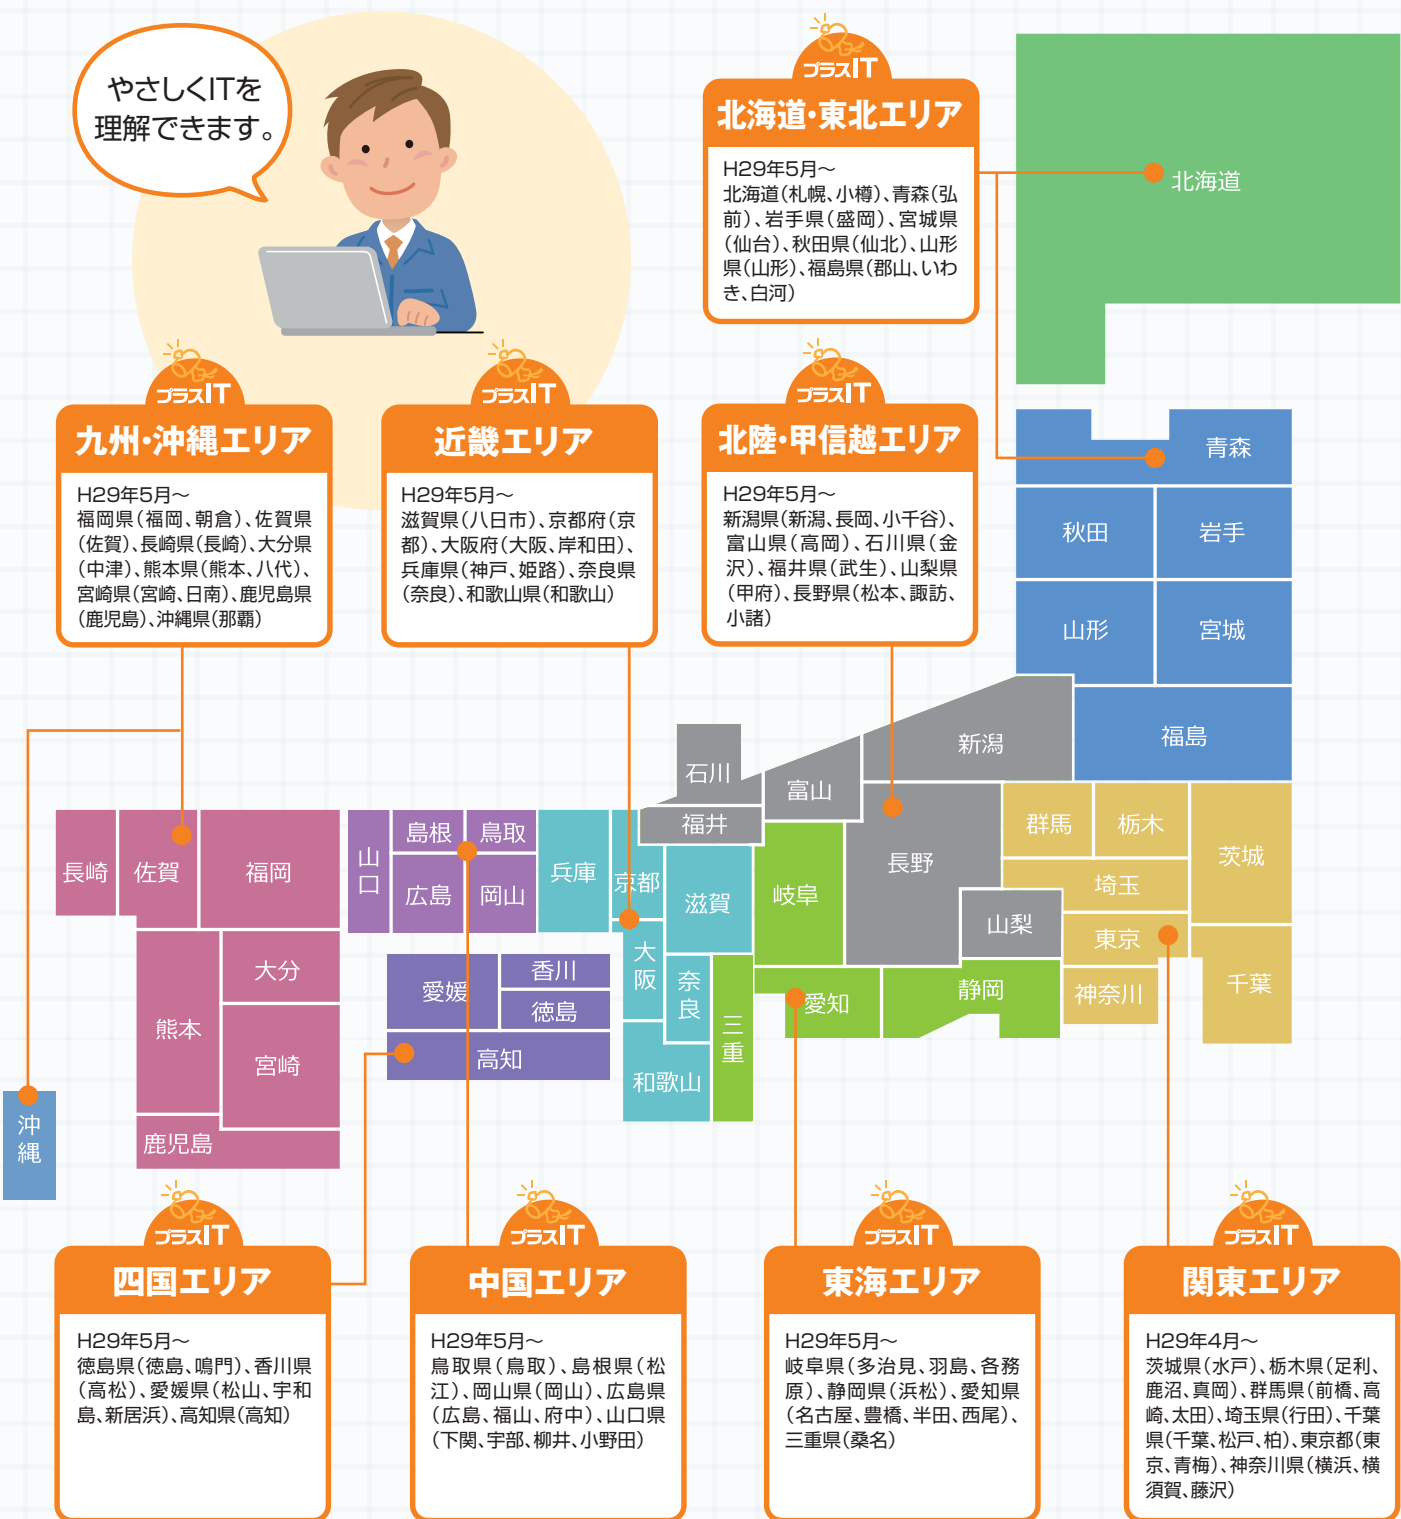 やさしくITを
理解できます。
プラスIT
北海道・東北エリア
H29年5月～
北海道(札幌、小樽)、青森(弘
前)、岩手県(盛岡)、宮城県
(仙台)、秋田県(仙北)、山形
県(山形)、福島県(郡山、いわ
き、白河)
プラスIT
九州・沖縄エリア
H29年5月～
福岡県(福岡、朝倉)、佐賀県
(佐賀)、長崎県(長崎)、大分県
(中津)、熊本県(熊本、八代)、
宮崎県(宮崎、日南)、鹿児島県
(鹿児島)、沖縄県(那覇)
プラスIT
近畿エリア
H29年5月～
滋賀県(八日市)、京都府(京
都)、大阪府(大阪、岸和田)、
兵庫県(神戸、姫路)、奈良県
(奈良)、和歌山県(和歌山)
プラスIT
北陸・甲信越エリア
H29年5月～
新潟県(新潟、長岡、小千谷)、
富山県(高岡)、石川県(金
沢)、福井県(武生)、山梨県
(甲府)、長野県(松本、諏訪、
小諸)
北海道
青森
秋田
岩手
山形
宮城
福島
新潟
石川
富山
福井
長野
群馬
栃木
茨城
埼玉
山梨
東京
神奈川
千葉
岐阜
静岡
愛知
三重
滋賀
京都
兵庫
大阪
奈良
和歌山
鳥取
島根
岡山
広島
山口
香川
愛媛
徳島
高知
福岡
佐賀
長崎
大分
熊本
宮崎
鹿児島
沖縄
プラスIT
四国エリア
H29年5月～
徳島県(徳島、鳴門)、香川県
(高松)、愛媛県(松山、宇和
島、新居浜)、高知県(高知)
プラスIT
中国エリア
H29年5月～
鳥取県(鳥取)、島根県(松
江)、岡山県(岡山)、広島県
(広島、福山、府中)、山口県
(下関、宇部、柳井、小野田)
プラスIT
東海エリア
H29年5月～
岐阜県(多治見、羽島、各務
原)、静岡県(浜松)、愛知県
(名古屋、豊橋、半田、西尾)、
三重県(桑名)
プラスIT
関東エリア
H29年4月～
茨城県(水戸)、栃木県(足利、
鹿沼、真岡)、群馬県(前橋、高
崎、太田)、埼玉県(行田)、千葉
県(千葉、松戸、柏)、東京都(東
京、青梅)、神奈川県(横浜、横
須賀、藤沢)